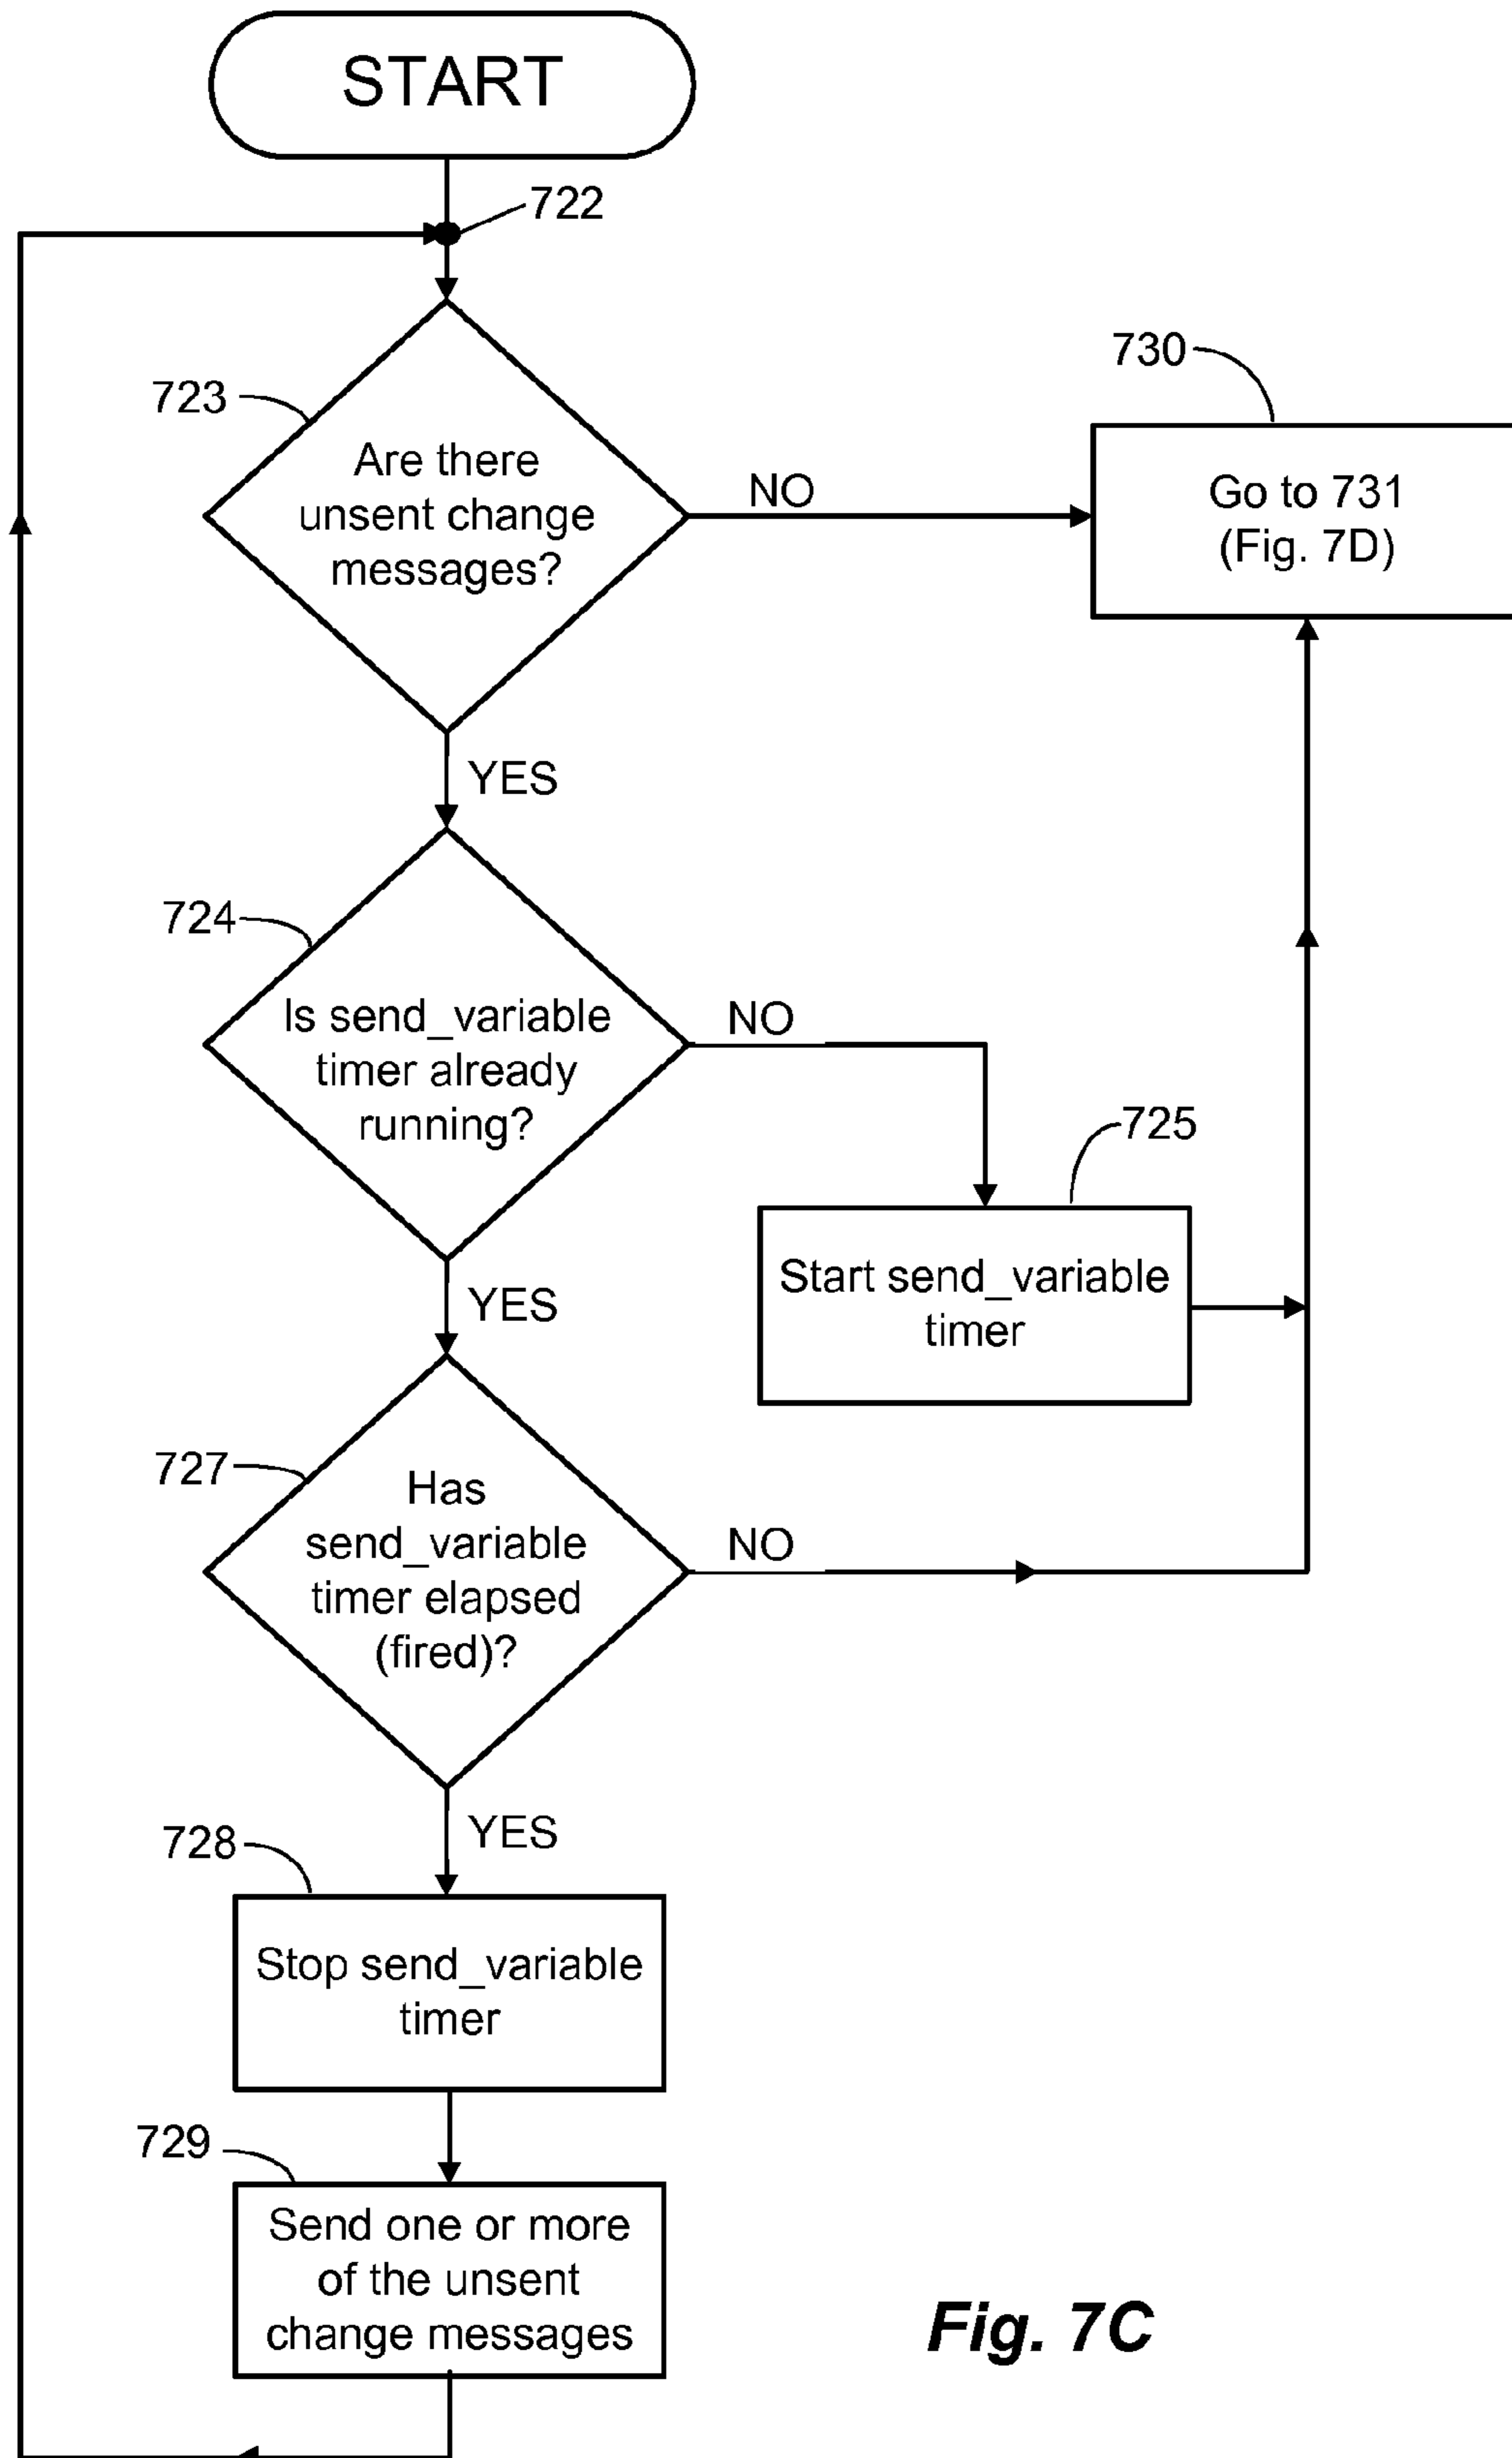 START
722
723
Are there
unsent change
messages?
NO
730
Go to 731
(Fig. 7D)
YES
724
Is send_variable
timer already
running?
NO
725
Start send_variable
timer
YES
727
Has
send_variable
timer elapsed
(fired)?
NO
YES
728
Stop send_variable
timer
729
Send one or more
of the unsent
change messages
Fig. 7C